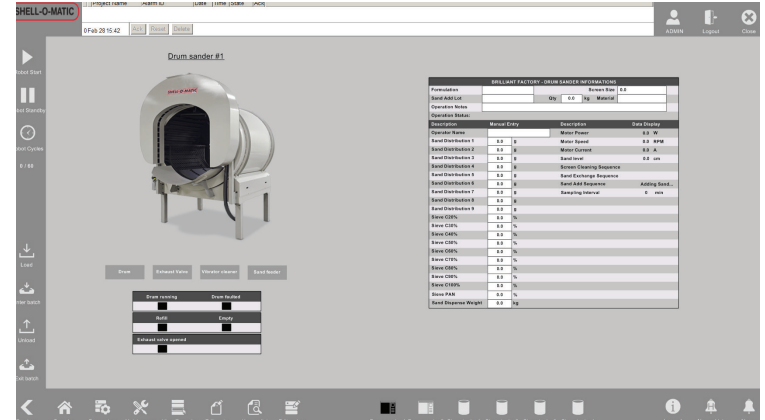 SHELL-O-MATIC
Project Name Alarm ID Date Time State Ack
0 Feb 28 15:42 Ack Reset Delete
ADMIN Logout Close
Robot Start
Robot Standby
Robot Cycles
0 / 60
Load
Enter batch
Unload
Exit batch
Drum sander #1
SHELL-O-MATIC
Drum Exhaust Valve Vibrator cleaner Sand feeder
Drum running Drum faulted
Refill Empty
Exhaust valve opened
BRILLIANT FACTORY - DRUM SANDER INFORMATIONS
Formulation Screen Size 0.0
Sand Add Lot Qty 0.0 kg Material
Operation Notes
Operation Status:
Description Manual Entry Description Data Display
Operator Name Motor Power 0.0 W
Sand Distribution 1 0.0 g Motor Speed 0.0 RPM
Sand Distribution 2 0.0 g Motor Current 0.0 A
Sand Distribution 3 0.0 g Sand level 0.0 cm
Sand Distribution 4 0.0 g Screen Cleaning Sequence
Sand Distribution 5 0.0 g Sand Exchange Sequence
Sand Distribution 6 0.0 g Sand Add Sequence Adding Sand...
Sand Distribution 7 0.0 g Sampling Interval 0 min
Sand Distribution 8 0.0 g
Sand Distribution 9 0.0 g
Sieve C20% 0.0 %
Sieve C30% 0.0 %
Sieve C40% 0.0 %
Sieve C50% 0.0 %
Sieve C60% 0.0 %
Sieve C70% 0.0 %
Sieve C80% 0.0 %
Sieve C90% 0.0 %
Sieve C100% 0.0 %
Sieve PAN 0.0 %
Sand Dispense Weight 0.0 kg